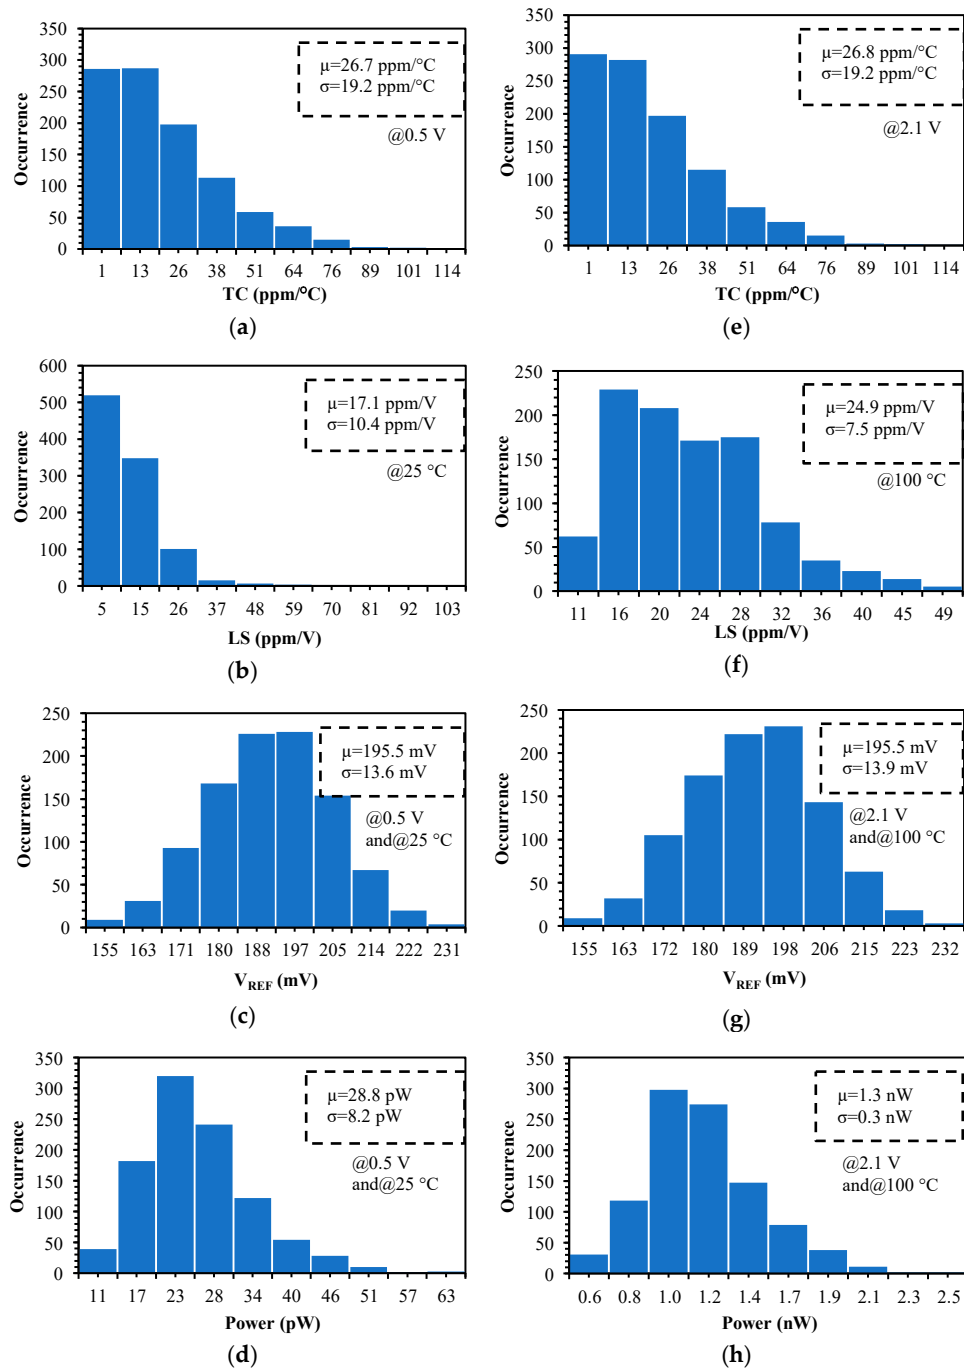 350
300
250
200
150
100
50
0
Occurrence
μ=26.7 ppm/°C
σ=19.2 ppm/°C
@0.5 V
1 13 26 38 51 64 76 89 101 114
TC (ppm/°C)
(a)
350
300
250
200
150
100
50
0
Occurrence
μ=26.8 ppm/°C
σ=19.2 ppm/°C
@2.1 V
1 13 26 38 51 64 76 89 101 114
TC (ppm/°C)
(e)
600
500
400
300
200
100
0
Occurrence
μ=17.1 ppm/V
σ=10.4 ppm/V
@25 °C
5 15 26 37 48 59 70 81 92 103
LS (ppm/V)
(b)
250
200
150
100
50
0
Occurrence
μ=24.9 ppm/V
σ=7.5 ppm/V
@100 °C
11 16 20 24 28 32 36 40 45 49
LS (ppm/V)
(f)
250
200
150
100
50
0
Occurrence
μ=195.5 mV
σ=13.6 mV
@0.5 V
and@25 °C
155 163 171 180 188 197 205 214 222 231
VREF (mV)
(c)
250
200
150
100
50
0
Occurrence
μ=195.5 mV
σ=13.9 mV
@2.1 V
and@100 °C
155 163 172 180 189 198 206 215 223 232
VREF (mV)
(g)
350
300
250
200
150
100
50
0
Occurrence
μ=28.8 pW
σ=8.2 pW
@0.5 V
and@25 °C
11 17 23 28 34 40 46 51 57 63
Power (pW)
(d)
350
300
250
200
150
100
50
0
Occurrence
μ=1.3 nW
σ=0.3 nW
@2.1 V
and@100 °C
0.6 0.8 1.0 1.2 1.4 1.7 1.9 2.1 2.3 2.5
Power (nW)
(h)